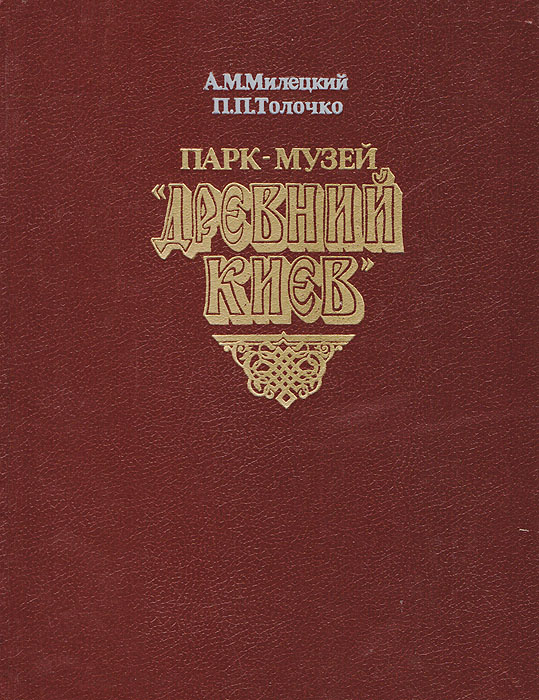 А.М.Милецкий
П.П.Толочко
ПАРК-МУЗЕЙ
"ДРЕВНИЙ
КИЕВ"